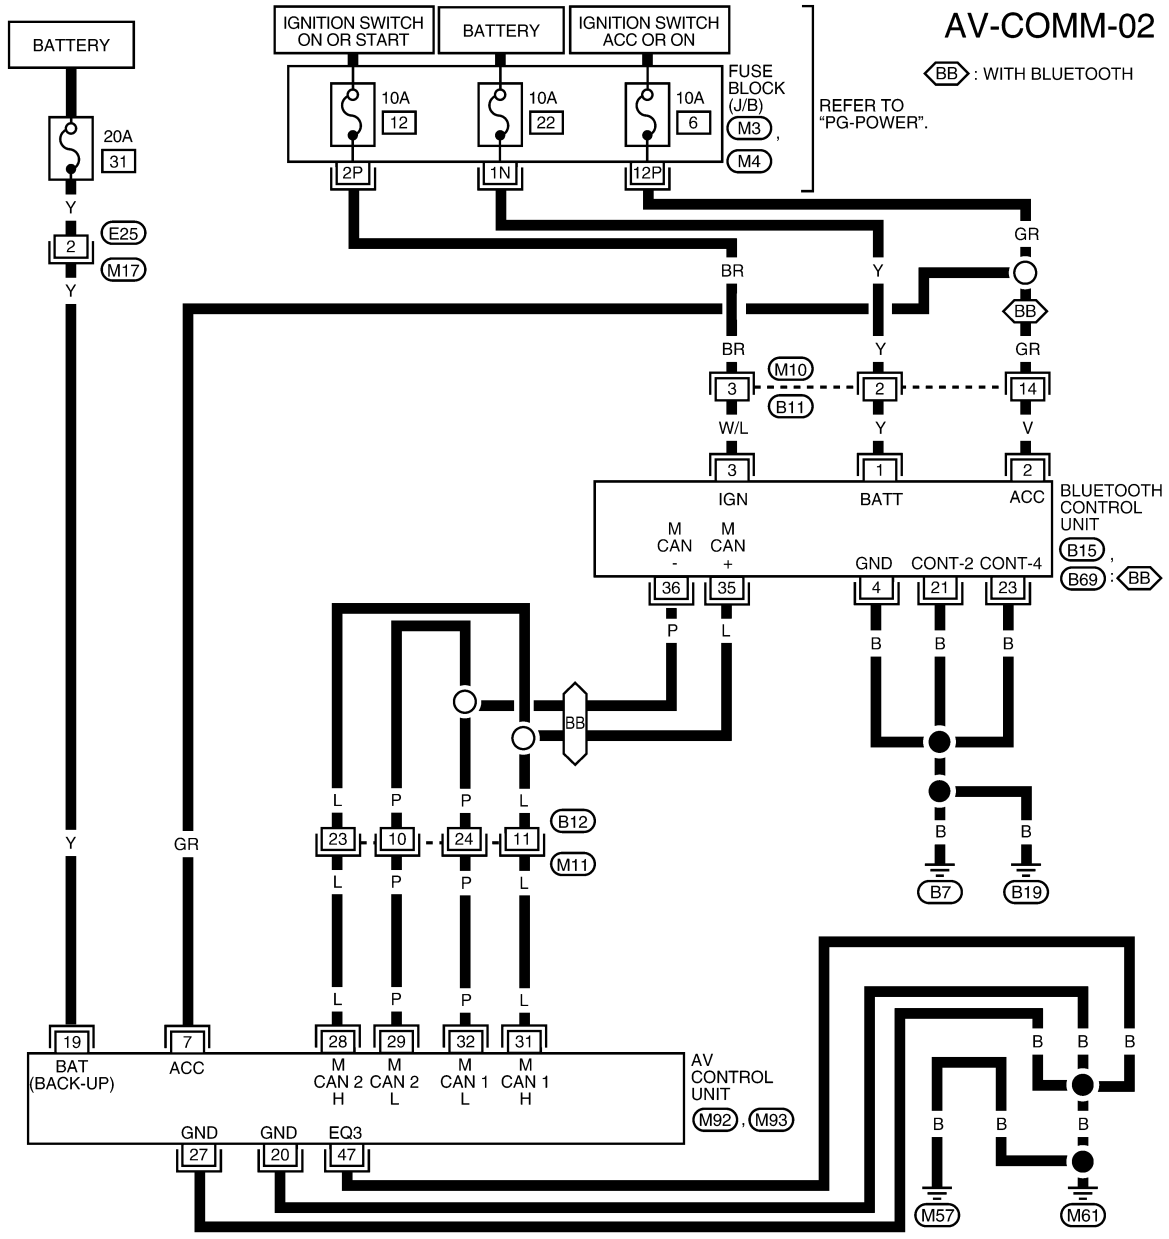 AV-COMM-02
BB : WITH BLUETOOTH
BATTERY
IGNITION SWITCH
ON OR START
BATTERY
IGNITION SWITCH
ACC OR ON
FUSE
BLOCK
(J/B)
M3 ,
M4
REFER TO
"PG-POWER".
20A
31
10A
12
10A
22
10A
6
2P
1N
12P
Y
2
E25
M17
Y
GR
BR
Y
BB
BR
Y
GR
M10
3
2
14
B11
W/L
Y
V
3
1
2
IGN
BATT
ACC
BLUETOOTH
CONTROL
UNIT
B15 ,
B69 : BB
M
CAN
-
M
CAN
+
GND
CONT-2
CONT-4
36
35
4
21
23
P
L
B
B
B
BB
L
P
P
L
B12
23
10
24
11
M11
L
P
P
L
Y
GR
B
B
B7
B19
L
P
P
L
19
7
28
29
32
31
BAT
(BACK-UP)
ACC
M
CAN 2
H
M
CAN 2
L
M
CAN 1
L
M
CAN 1
H
AV
CONTROL
UNIT
M92 , M93
GND
GND
EQ3
27
20
47
B
B
B
B
B
B
M57
M61